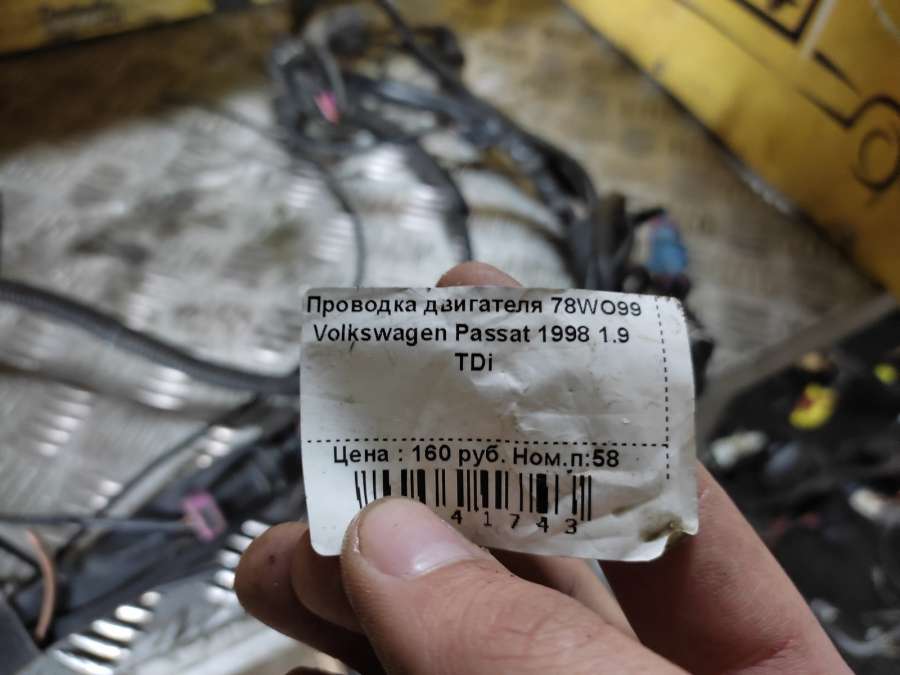 Проводка двигателя 78WO99
Volkswagen Passat 1998 1.9
TDi
Цена : 160 руб. Ном.п:58
41743